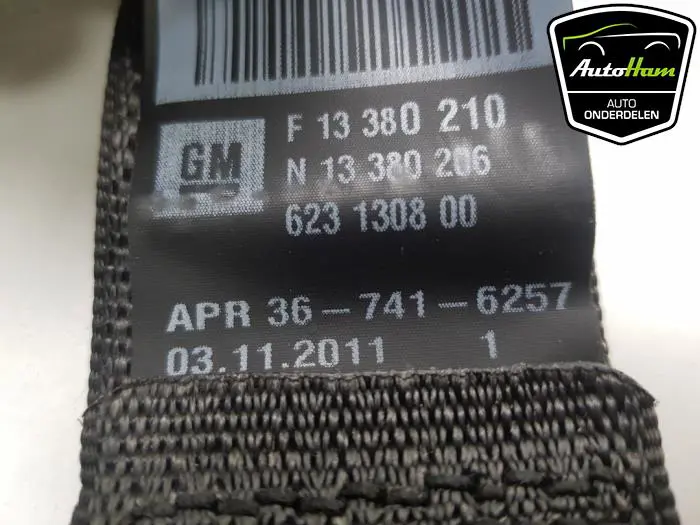 AutoHam
AUTO
ONDERDELEN
F 13 380 210
GM
N 13 380 206
623 1308 00
APR 36-741-6257
03.11.2011 1